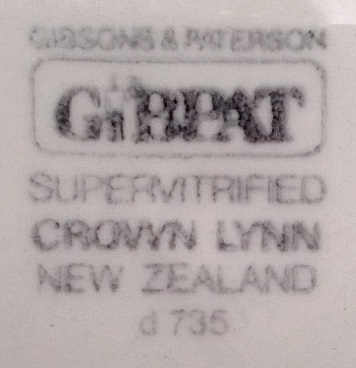 GIBSONS & PATERSON
GIBPAT
SUPERVITRIFIED
CROWN LYNN
NEW ZEALAND
d 735